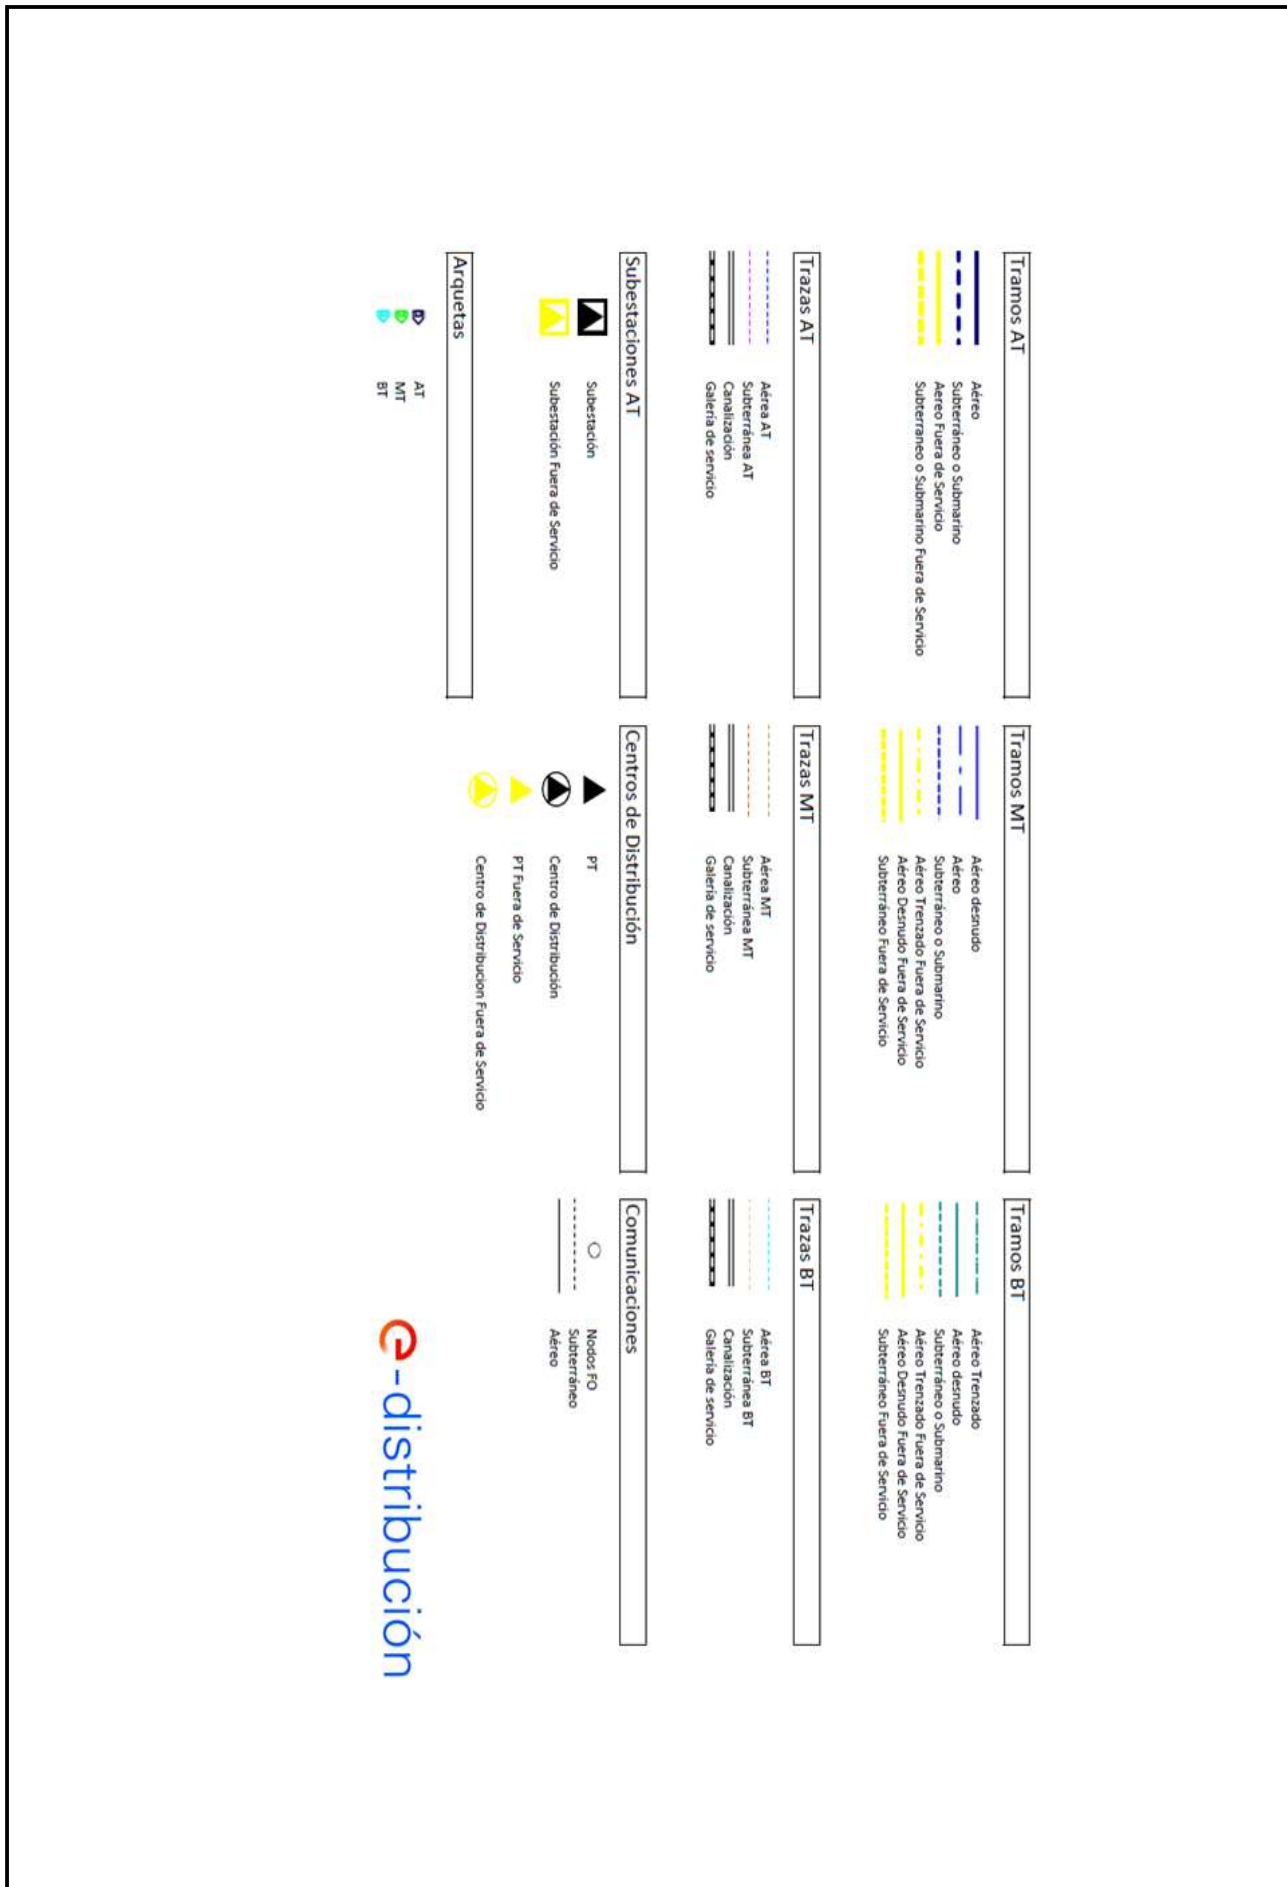 Tramos AT
Aéreo
Subterráneo o Submarino
Aereo Fuera de Servicio
Subterraneo o Submarino Fuera de Servicio
Tramos MT
Aéreo desnudo
Aéreo
Subterráneo o Submarino
Aéreo Trenzado Fuera de Servicio
Aéreo Desnudo Fuera de Servicio
Subterráneo Fuera de Servicio
Tramos BT
Aéreo Trenzado
Aéreo desnudo
Subterráneo o Submarino
Aéreo Trenzado Fuera de Servicio
Aéreo Desnudo Fuera de Servicio
Subterráneo Fuera de Servicio
Trazas AT
Aérea AT
Subterránea AT
Canalización
Galería de servicio
Trazas MT
Aérea MT
Subterránea MT
Canalización
Galería de servicio
Trazas BT
Aérea BT
Subterránea BT
Canalización
Galería de servicio
Subestaciones AT
Subestación
Subestación Fuera de Servicio
Centros de Distribución
PT
Centro de Distribución
PT Fuera de Servicio
Centro de Distribucion Fuera de Servicio
Comunicaciones
Nodos FO
Subterráneo
Aéreo
Arquetas
AT
MT
BT
e-distribución